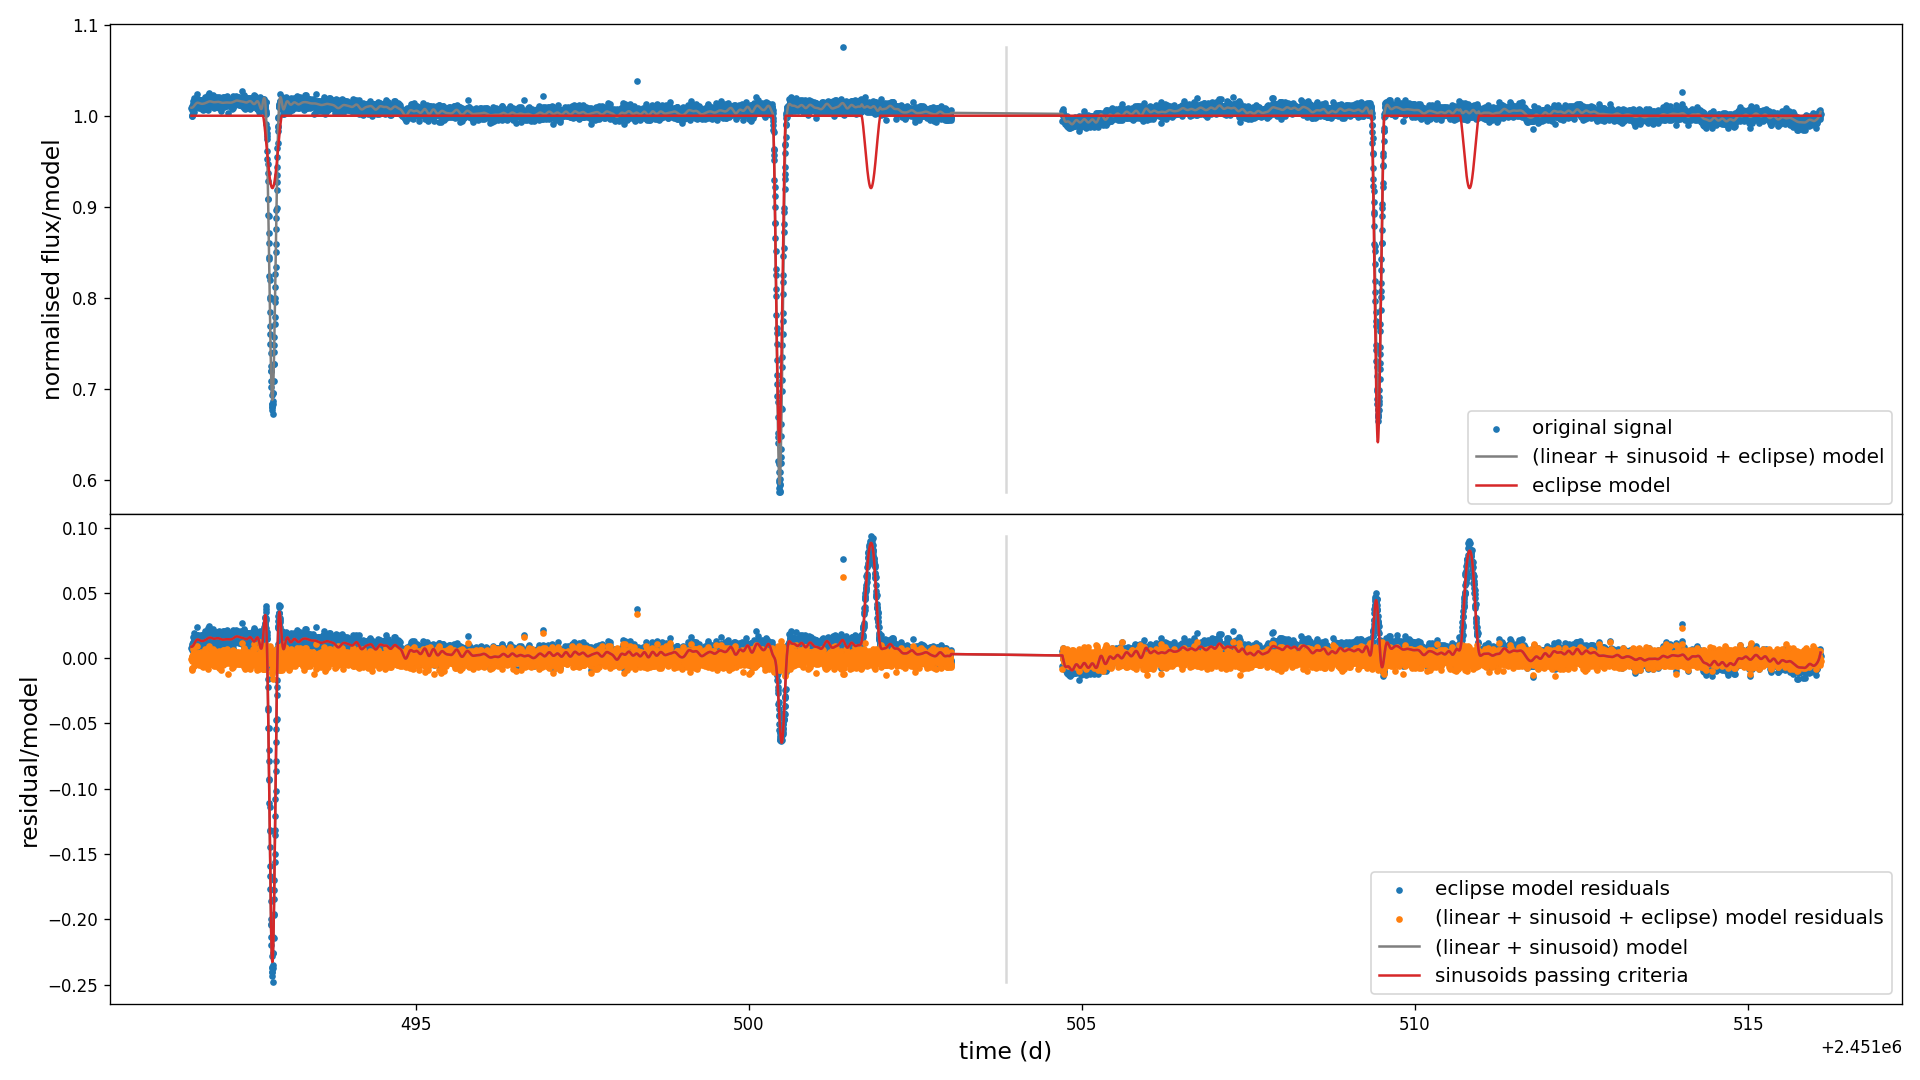 1.1
1.0
0.9
0.8
0.7
0.6
normalised flux/model
original signal
(linear + sinusoid + eclipse) model
eclipse model
0.10
0.05
0.00
−0.05
−0.10
−0.15
−0.20
−0.25
residual/model
eclipse model residuals
(linear + sinusoid + eclipse) model residuals
(linear + sinusoid) model
sinusoids passing criteria
495
500
505
510
515
time (d)
+2.451e6